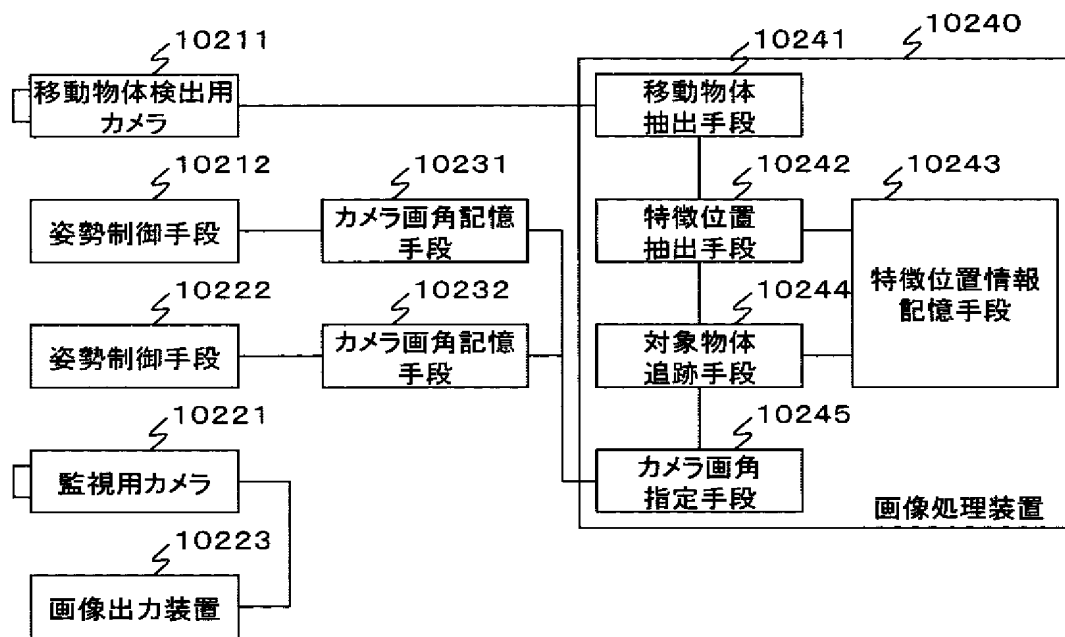 10211
移動物体検出用
カメラ
10241
移動物体
抽出手段
10240
10212
姿勢制御手段
10231
カメラ画角記憶
手段
10242
特徴位置
抽出手段
10243
特徴位置情報
記憶手段
10222
姿勢制御手段
10232
カメラ画角記憶
手段
10244
対象物体
追跡手段
10221
監視用カメラ
10245
カメラ画角
指定手段
画像処理装置
10223
画像出力装置